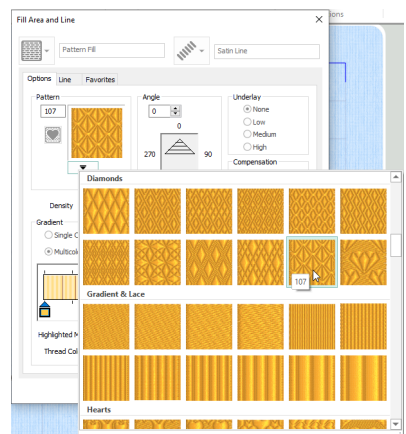 Fill Area and Line
ons
Pattern Fill
Satin Line
Options Line Favorites
Pattern
107
Angle
0
0
270 90
Underlay
None
Low
Medium
High
Compensation
Density
Gradient
Single C
Multicol
Highlighted M
Thread Col
Diamonds
107
Gradient & Lace
Hearts